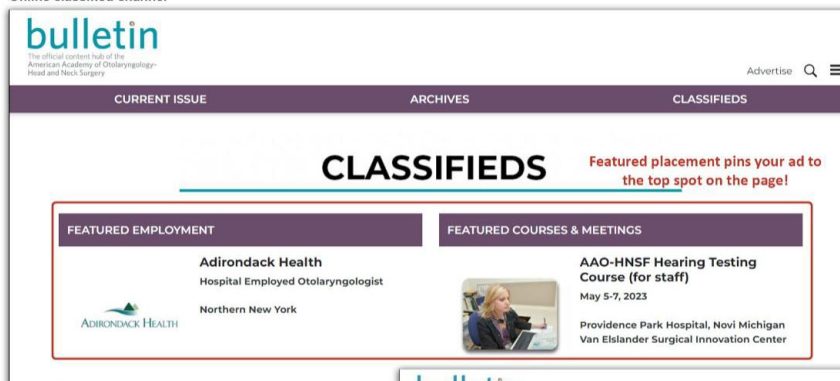 bulletin
The official content hub of the
American Academy of Otolaryngology–
Head and Neck Surgery
Advertise
CURRENT ISSUE
ARCHIVES
CLASSIFIEDS
CLASSIFIEDS
Featured placement pins your ad to
the top spot on the page!
FEATURED EMPLOYMENT
Adirondack Health
Hospital Employed Otolaryngologist
Northern New York
ADIRONDACK HEALTH
FEATURED COURSES & MEETINGS
AAO-HNSF Hearing Testing
Course (for staff)
May 5-7, 2023
Providence Park Hospital, Novi Michigan
Van Elslander Surgical Innovation Center